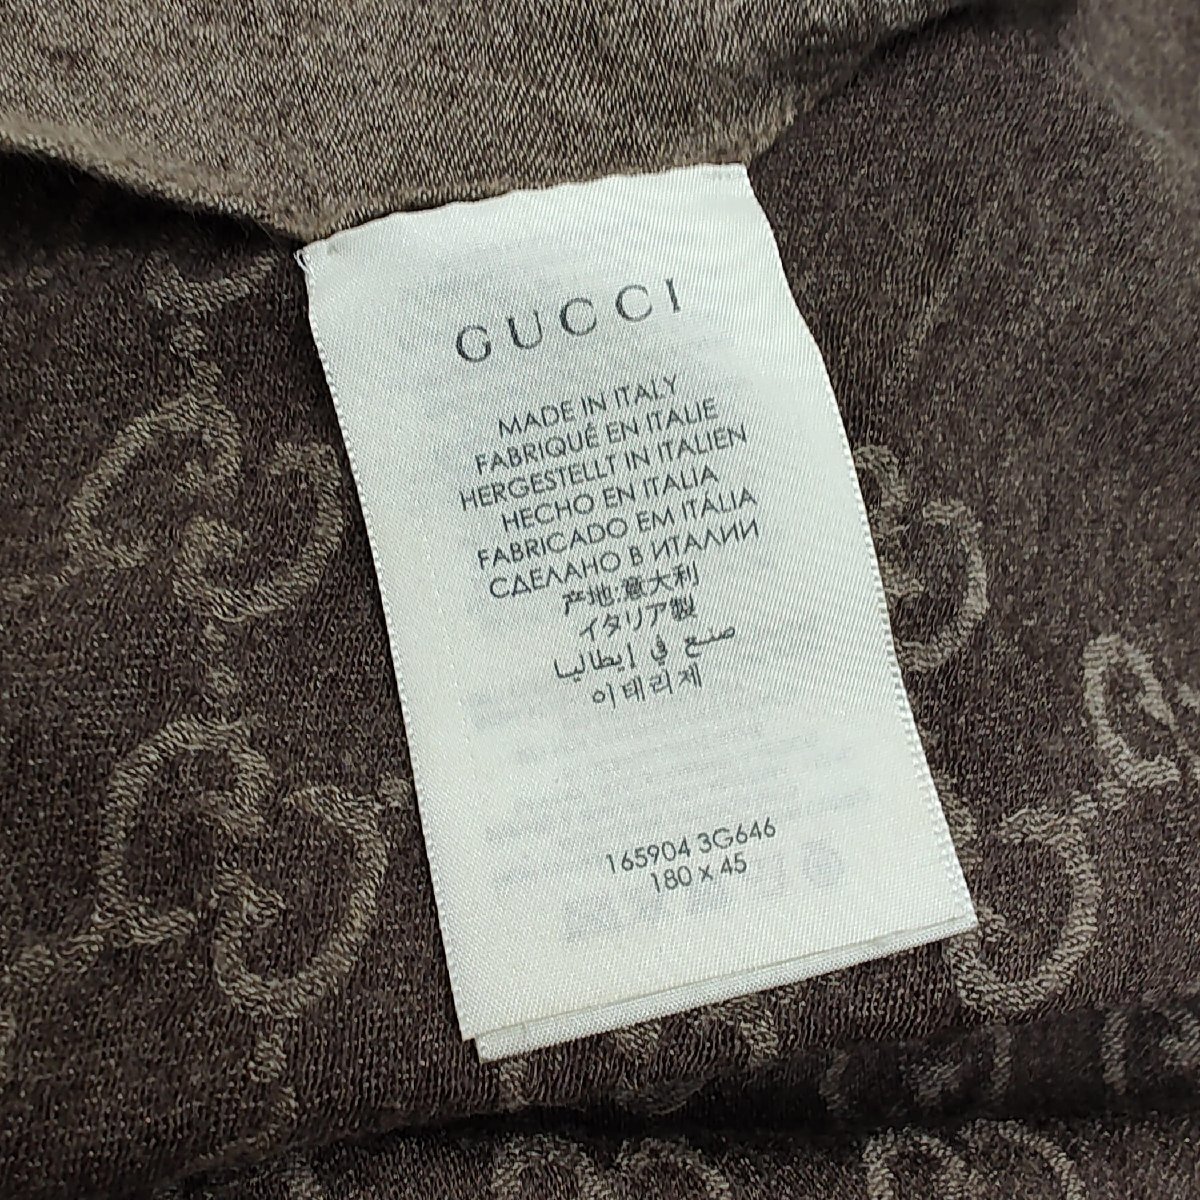 GUCCI
MADE IN ITALY
FABRIQUÉ EN ITALIE
HERGESTELLT IN ITALIEN
HECHO EN ITALIA
FABRICADO EM ITÁLIA
СДЕЛАНО В ИТАЛИИ
产地:意大利
イタリア製
صنع في إيطاليا
이태리제
165904 3G646
180 x 45